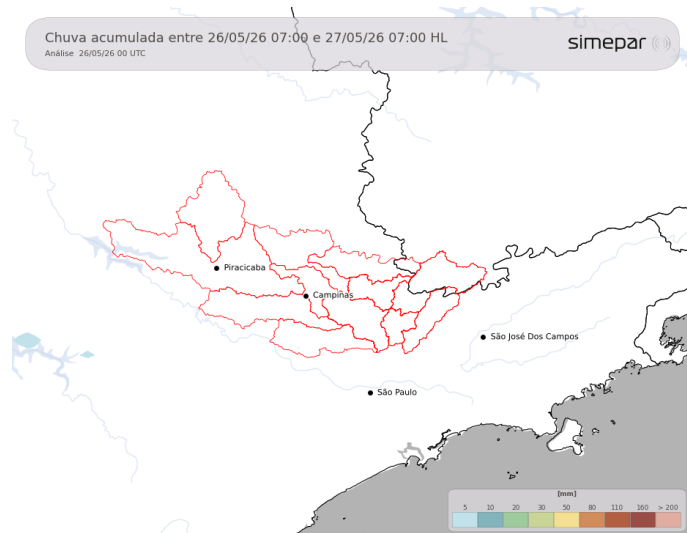 Chuva acumulada entre 26/05/26 07:00 e 27/05/26 07:00 HL
Análise 26/05/26 00 UTC
simepar
Piracicaba
Campinas
São José Dos Campos
São Paulo
[mm]
5 10 20 30 50 80 110 160 > 200